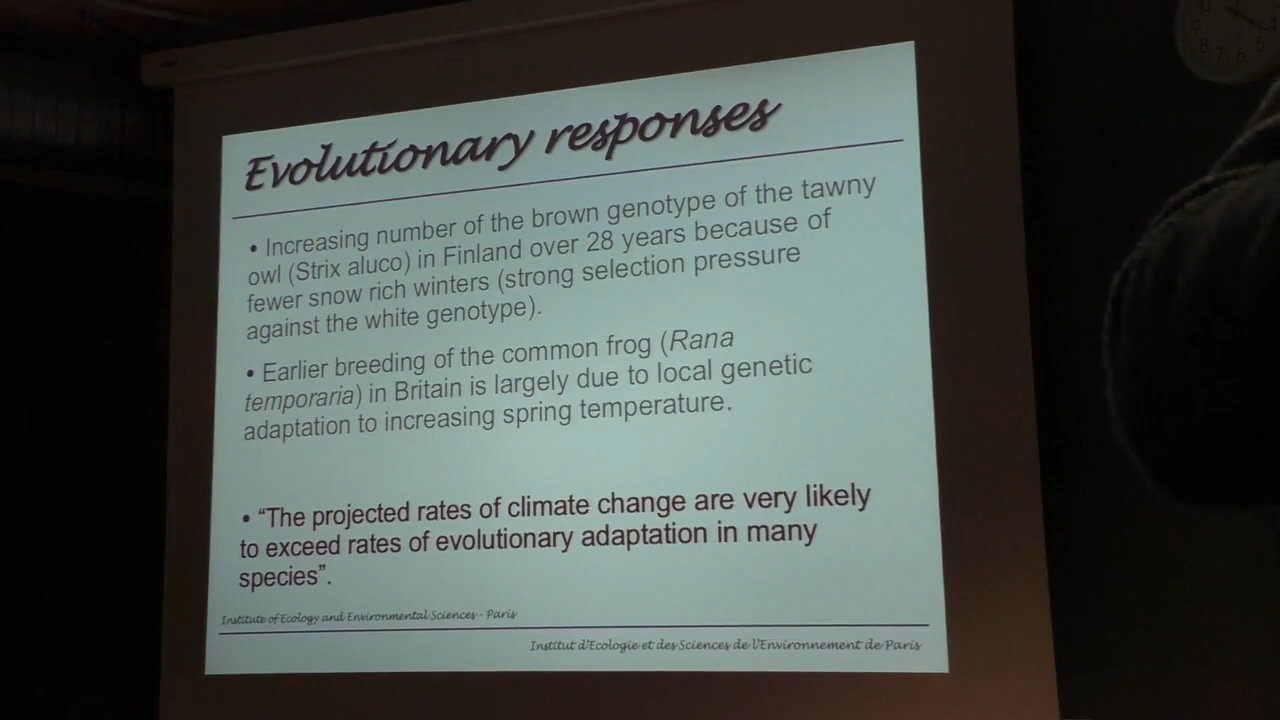 Evolutionary responses
• Increasing number of the brown genotype of the tawny
owl (Strix aluco) in Finland over 28 years because of
fewer snow rich winters (strong selection pressure
against the white genotype).
• Earlier breeding of the common frog (Rana
temporaria) in Britain is largely due to local genetic
adaptation to increasing spring temperature.
• “The projected rates of climate change are very likely
to exceed rates of evolutionary adaptation in many
species”.
Institute of Ecology and Environmental Sciences - Paris
Institut d'Ecologie et des Sciences de l'Environnement de Paris